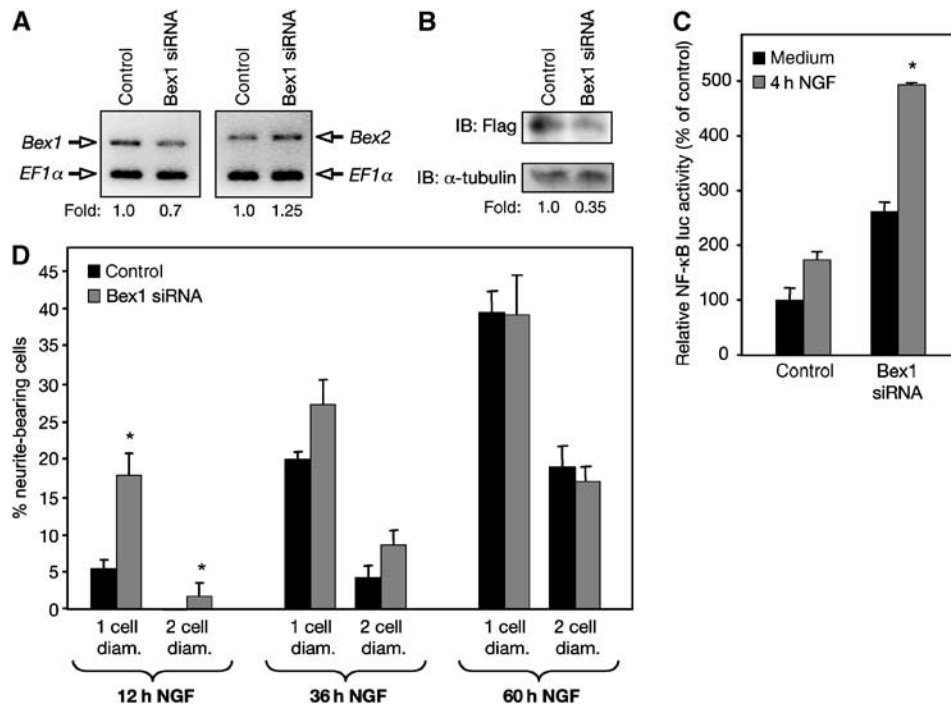 A
Control
Bex1 siRNA
Control
Bex1 siRNA
Bex1
Bex2
EF1α
EF1α
Fold: 1.0 0.7 1.0 1.25
B
Control
Bex1 siRNA
IB: Flag
IB: α-tubulin
Fold: 1.0 0.35
C
Relative NF-κB luc activity (% of control)
Medium
4 h NGF
500
400
300
260
200
100
0
*
Control
Bex1
siRNA
D
% neurite-bearing cells
Control
Bex1 siRNA
45
40
35
30
25
20
15
10
5
0
*
*
1 cell
diam.
2 cell
diam.
1 cell
diam.
2 cell
diam.
1 cell
diam.
2 cell
diam.
12 h NGF
36 h NGF
60 h NGF